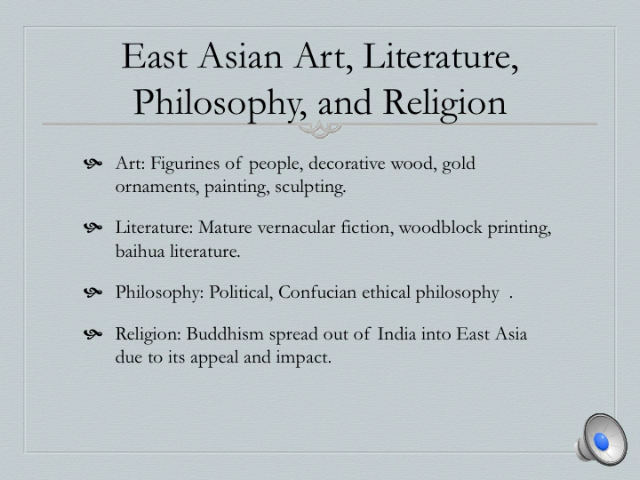 East Asian Art, Literature,
Philosophy, and Religion
Art: Figurines of people, decorative wood, gold
ornaments, painting, sculpting.
Literature: Mature vernacular fiction, woodblock printing,
baihua literature.
Philosophy: Political, Confucian ethical philosophy .
Religion: Buddhism spread out of India into East Asia
due to its appeal and impact.